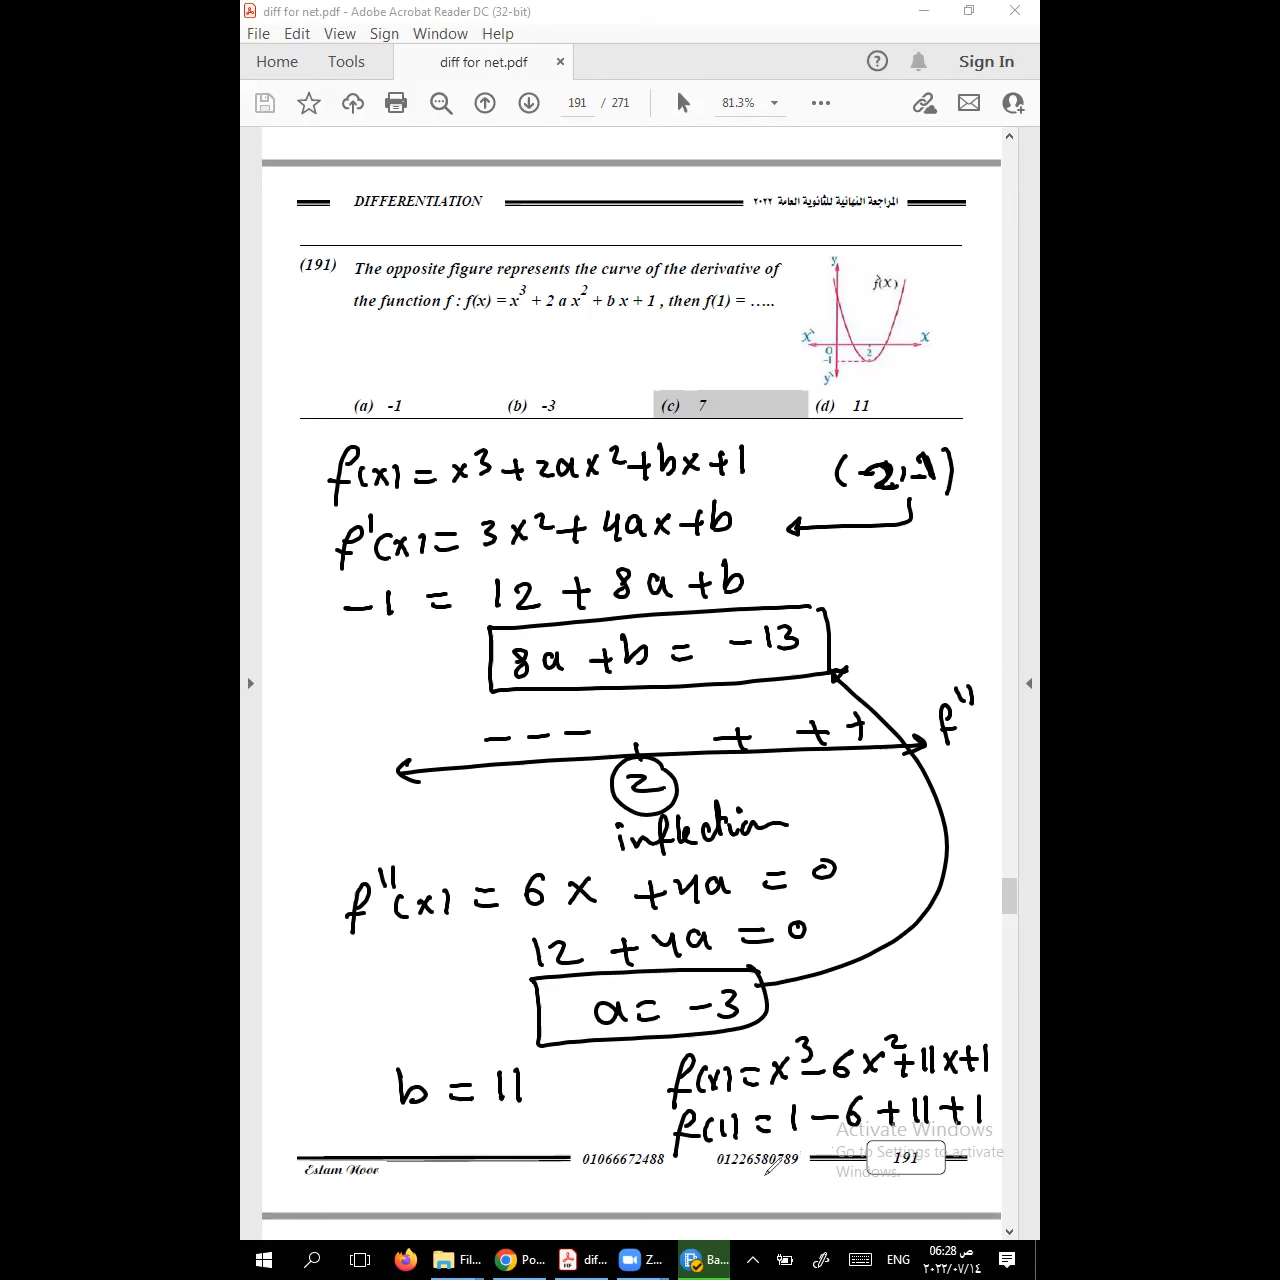 diff for net.pdf - Adobe Acrobat Reader DC (32-bit)
File Edit View Sign Window Help
Home Tools diff for net.pdf × Sign In
191 / 271 81.3%
DIFFERENTIATION المراجعة النهائية للثانوية العامة ٢٠٢٢
(191) The opposite figure represents the curve of the derivative of
the function f : f(x) = x³ + 2 a x² + b x + 1 , then f(1) = .....
y
f̀(x)
x̀ O 2 x
-1
ỳ
(a) -1 (b) -3 (c) 7 (d) 11
f(x) = x³ + 2ax² + bx + 1
f'(x) = 3x² + 4ax + b
-1 = 12 + 8a + b
8a + b = -13
- - - + + + f''
2
inflection
f''(x) = 6x + 4a = 0
12 + 4a = 0
a = -3
b = 11 f(x) = x³ - 6x² + 11x + 1
f(1) = 1 - 6 + 11 + 1
Activate Windows
Go to Settings to activate
Windows.
Eslam Noor 01066672488 01226580789 191
Fil... Po... dif... Z... Ba... ENG 06:28 ص
٢٠٢٢/٠٧/١٤